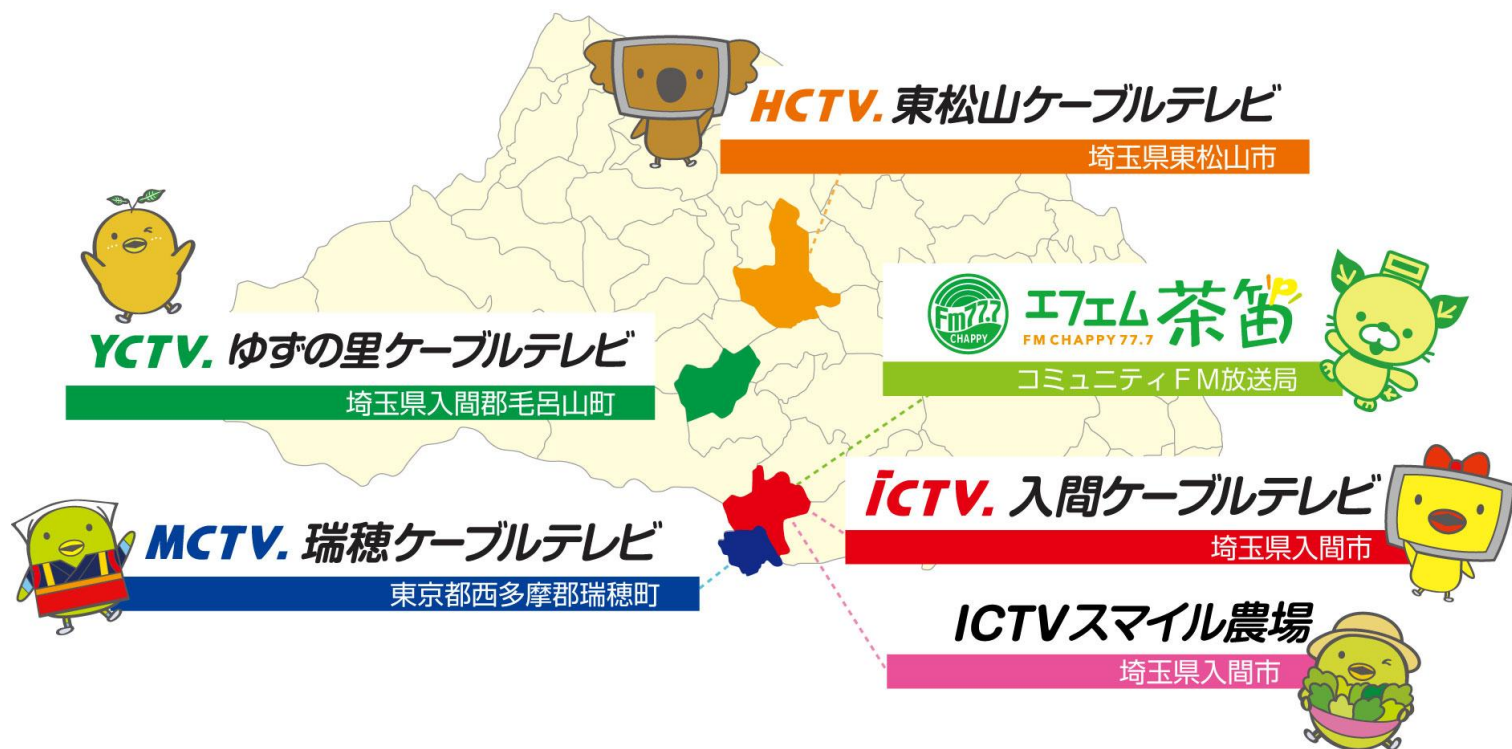 HCTV. 東松山ケーブルテレビ
埼玉県東松山市
Fm77.7
CHAPPY
エフエム茶笛
P
FM CHAPPY 77.7
コミュニティFM放送局
YCTV. ゆずの里ケーブルテレビ
埼玉県入間郡毛呂山町
iCTV. 入間ケーブルテレビ
埼玉県入間市
MCTV. 瑞穂ケーブルテレビ
東京都西多摩郡瑞穂町
ICTVスマイル農場
埼玉県入間市